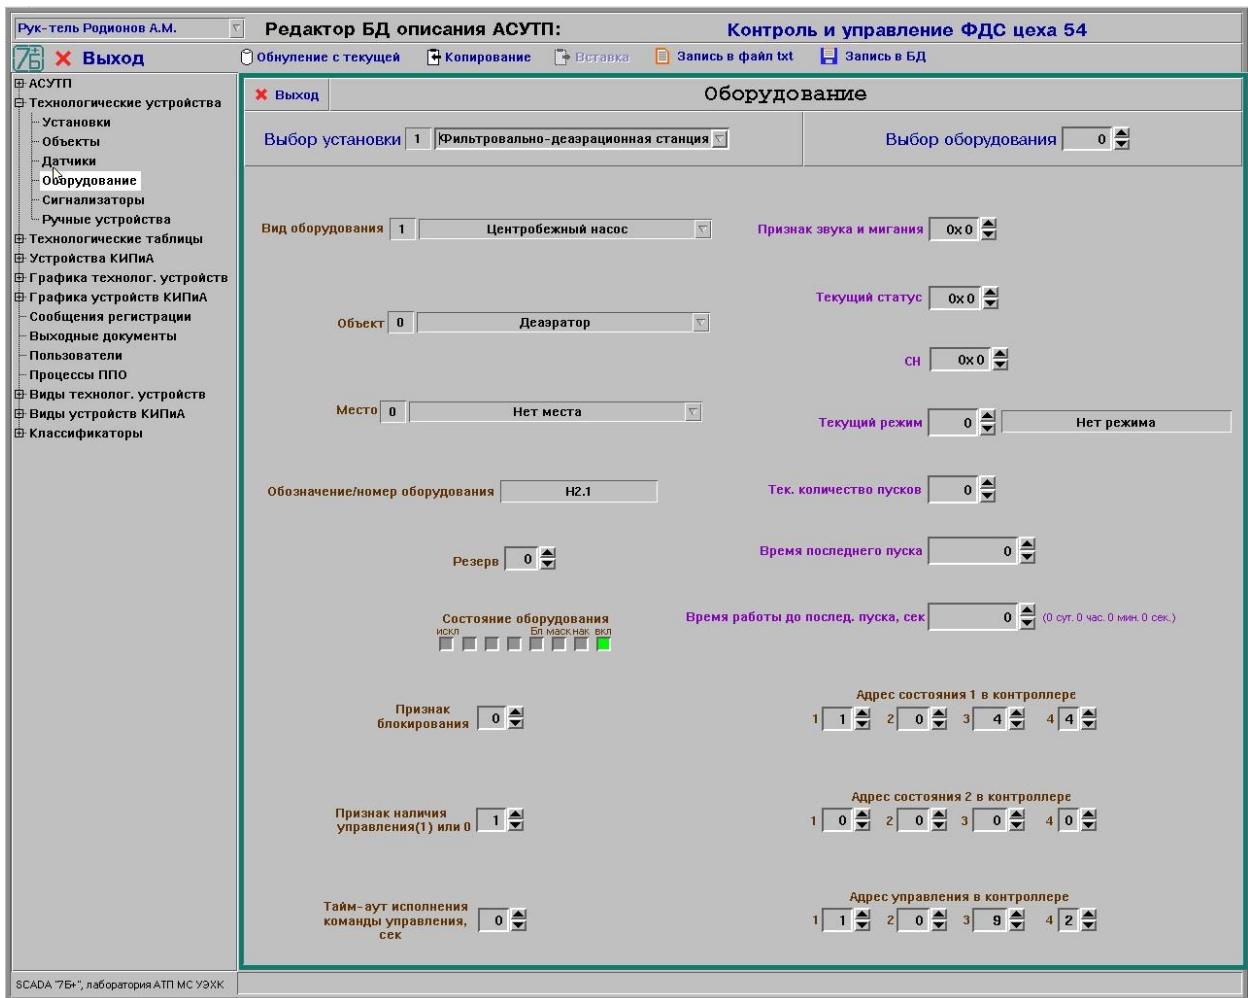 Рук-тель Родионов А.М.
Редактор БД описания АСУТП:
Контроль и управление ФДС цеха 54
7Б
Выход
Обнуление с текущей
Копирование
Вставка
Запись в файл txt
Запись в БД
АСУТП
Технологические устройства
Установки
Объекты
Датчики
Оборудование
Сигнализаторы
Ручные устройства
Технологические таблицы
Устройства КИПиА
Графика технолог. устройств
Графика устройств КИПиА
Сообщения регистрации
Выходные документы
Пользователи
Процессы ППО
Виды технолог. устройств
Виды устройств КИПиА
Классификаторы
Выход
Оборудование
Выбор установки 1 Фильтровально-деаэрационная станция
Выбор оборудования 0
Вид оборудования 1 Центробежный насос
Объект 0 Деаэратор
Место 0 Нет места
Обозначение/номер оборудования Н2.1
Резерв 0
Состояние оборудования
искл Бл маск нак вкл
Признак
блокирования 0
Признак наличия
управления(1) или 0 1
Тайм-аут исполнения
команды управления, 0
сек
Признак звука и мигания 0x0
Текущий статус 0x0
СН 0x0
Текущий режим 0 Нет режима
Тек. количество пусков 0
Время последнего пуска 0
Время работы до послед. пуска, сек 0 (0 сут. 0 час. 0 мин. 0 сек.)
Адрес состояния 1 в контроллере
1 1 2 0 3 4 4 4
Адрес состояния 2 в контроллере
1 0 2 0 3 0 4 0
Адрес управления в контроллере
1 1 2 0 3 9 4 2
SCADA "7Б+", лаборатория АТП МС УЭХК